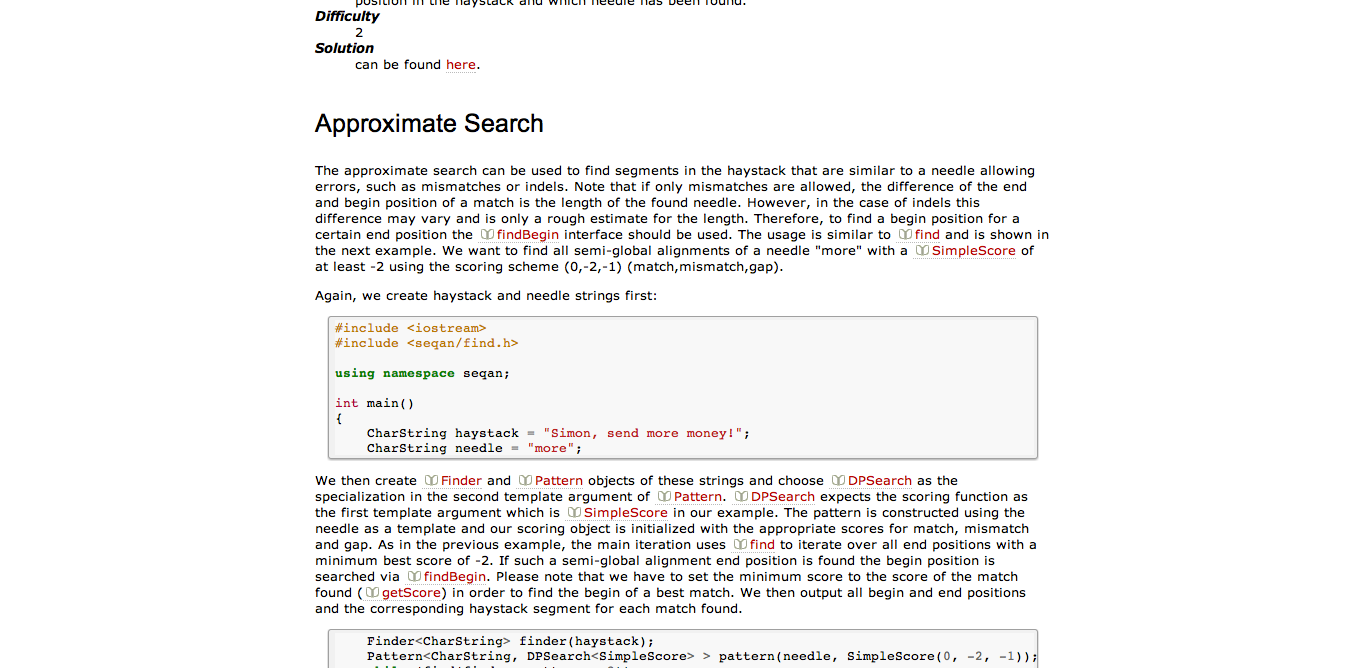 position in the haystack and which needle has been found.
Difficulty
2
Solution
can be found here.
Approximate Search
The approximate search can be used to find segments in the haystack that are similar to a needle allowing
errors, such as mismatches or indels. Note that if only mismatches are allowed, the difference of the end
and begin position of a match is the length of the found needle. However, in the case of indels this
difference may vary and is only a rough estimate for the length. Therefore, to find a begin position for a
certain end position the findBegin interface should be used. The usage is similar to find and is shown in
the next example. We want to find all semi-global alignments of a needle "more" with a SimpleScore of
at least -2 using the scoring scheme (0,-2,-1) (match,mismatch,gap).
Again, we create haystack and needle strings first:
#include <iostream>
#include <seqan/find.h>
using namespace seqan;
int main()
{
CharString haystack = "Simon, send more money!";
CharString needle = "more";
We then create Finder and Pattern objects of these strings and choose DPSearch as the
specialization in the second template argument of Pattern. DPSearch expects the scoring function as
the first template argument which is SimpleScore in our example. The pattern is constructed using the
needle as a template and our scoring object is initialized with the appropriate scores for match, mismatch
and gap. As in the previous example, the main iteration uses find to iterate over all end positions with a
minimum best score of -2. If such a semi-global alignment end position is found the begin position is
searched via findBegin. Please note that we have to set the minimum score to the score of the match
found (getScore) in order to find the begin of a best match. We then output all begin and end positions
and the corresponding haystack segment for each match found.
Finder<CharString> finder(haystack);
Pattern<CharString, DPSearch<SimpleScore> > pattern(needle, SimpleScore(0, -2, -1));